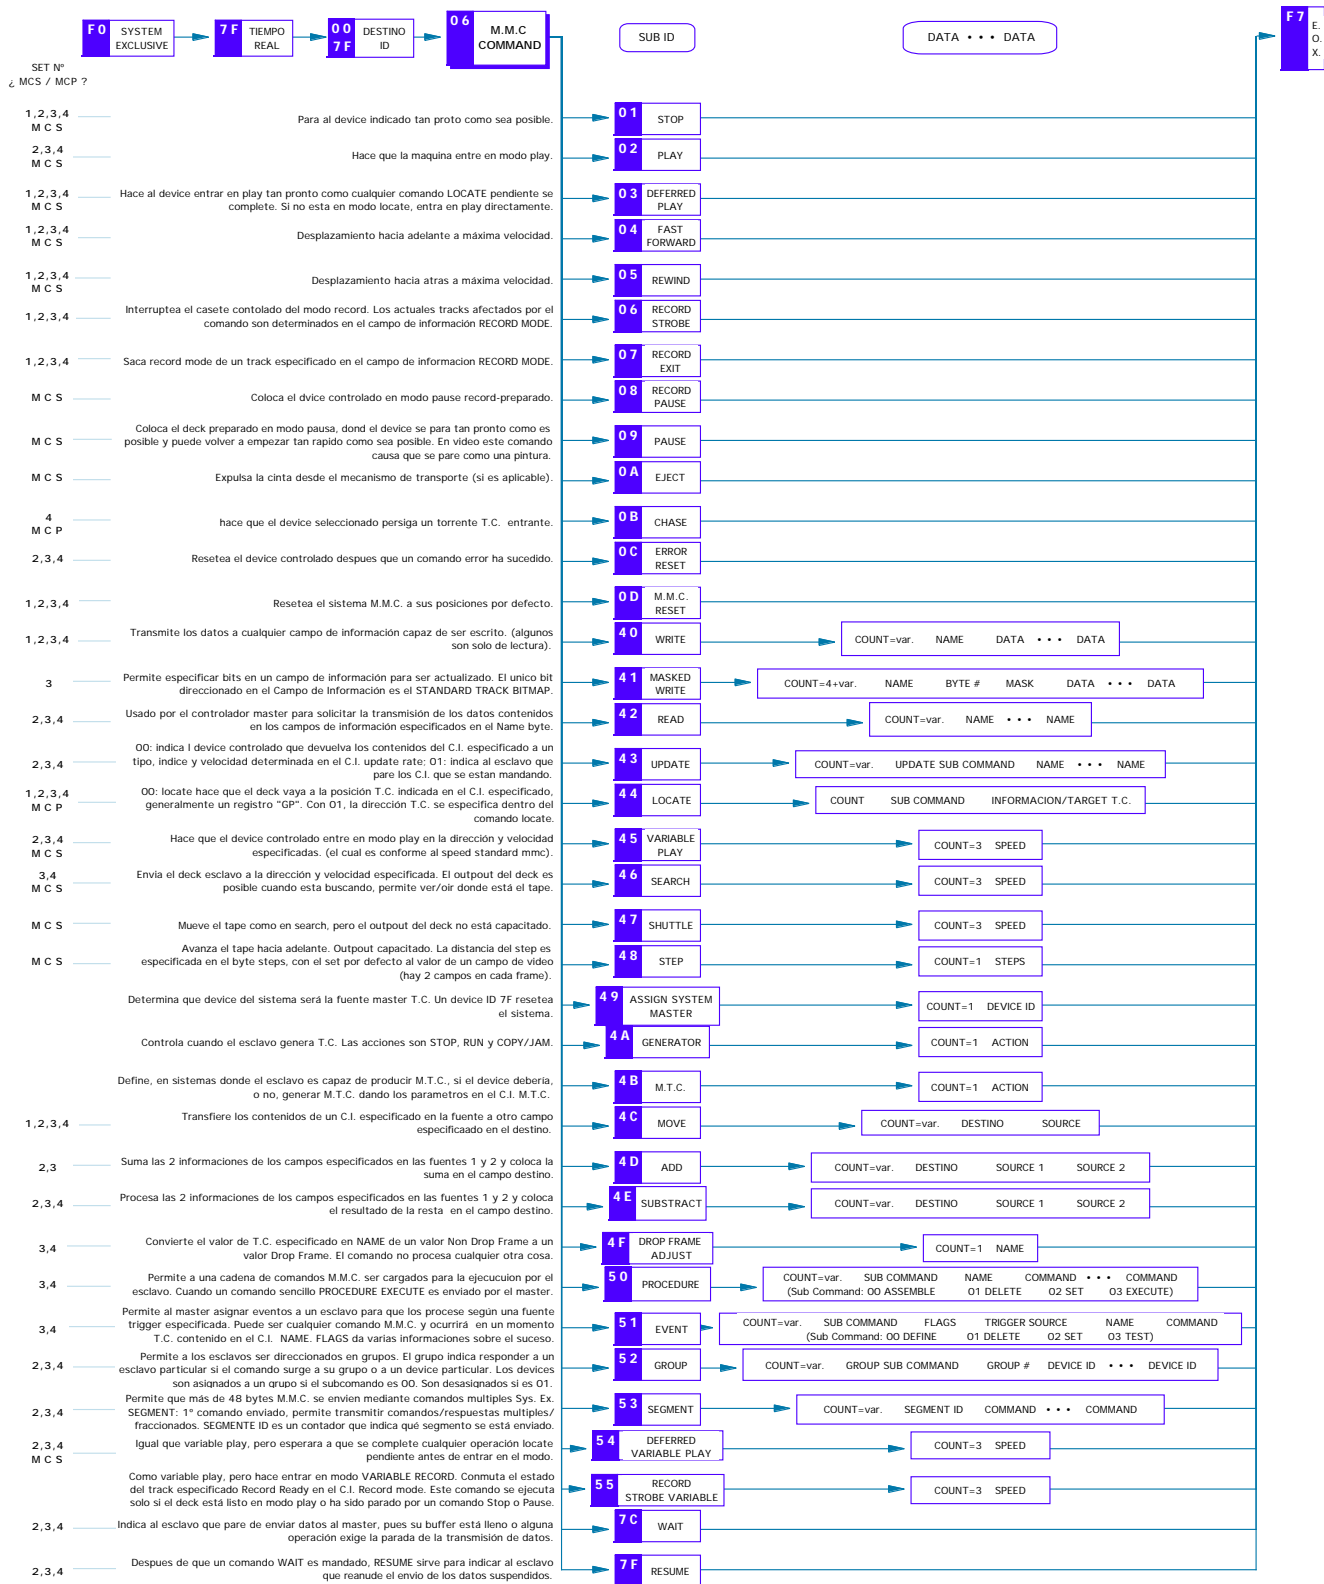 F0 SYSTEM EXCLUSIVE
7F TIEMPO REAL
00 7F DESTINO ID
06 M.M.C COMMAND
SUB ID
DATA • • • DATA
F7 E. O. X.
SET Nº
¿ MCS / MCP ?
1,2,3,4
MCS
Para al device indicado tan proto como sea posible.
01 STOP
2,3,4
MCS
Hace que la maquina entre en modo play.
02 PLAY
1,2,3,4
MCS
Hace al device entrar en play tan pronto como cualquier comando LOCATE pendiente se
complete. Si no esta en modo locate, entra en play directamente.
03 DEFERRED PLAY
1,2,3,4
MCS
Desplazamiento hacia adelante a máxima velocidad.
04 FAST FORWARD
1,2,3,4
MCS
Desplazamiento hacia atras a máxima velocidad.
05 REWIND
1,2,3,4
Interruptea el casete contolado del modo record. Los actuales tracks afectados por el
comando son determinados en el campo de información RECORD MODE.
06 RECORD STROBE
1,2,3,4
Saca record mode de un track especificado en el campo de informacion RECORD MODE.
07 RECORD EXIT
MCS
Coloca el dvice controlado en modo pause record-preparado.
08 RECORD PAUSE
MCS
Coloca el deck preparado en modo pausa, dond el device se para tan pronto como es
posible y puede volver a empezar tan rapido como sea posible. En video este comando
causa que se pare como una pintura.
09 PAUSE
MCS
Expulsa la cinta desde el mecanismo de transporte (si es aplicable).
0A EJECT
4
MCP
hace que el device seleccionado persiga un torrente T.C. entrante.
0B CHASE
2,3,4
Resetea el device controlado despues que un comando error ha sucedido.
0C ERROR RESET
1,2,3,4
Resetea el sistema M.M.C. a sus posiciones por defecto.
0D M.M.C. RESET
1,2,3,4
Transmite los datos a cualquier campo de información capaz de ser escrito. (algunos
son solo de lectura).
40 WRITE
COUNT=var. NAME DATA • • • DATA
3
Permite especificar bits en un campo de información para ser actualizado. El unico bit
direccionado en el Campo de Información es el STANDARD TRACK BITMAP.
41 MASKED WRITE
COUNT=4+var. NAME BYTE # MASK DATA • • • DATA
2,3,4
Usado por el controlador master para solicitar la transmisión de los datos contenidos
en los campos de información especificados en el Name byte.
42 READ
COUNT=var. NAME • • • NAME
2,3,4
00: indica l device controlado que devuelva los contenidos del C.I. especificado a un
tipo, indice y velocidad determinada en el C.I. update rate; 01: indica al esclavo que
pare los C.I. que se estan mandando.
43 UPDATE
COUNT=var. UPDATE SUB COMMAND NAME • • • NAME
1,2,3,4
MCP
00: locate hace que el deck vaya a la posición T.C. indicada en el C.I. especificado,
generalmente un registro "GP". Con 01, la dirección T.C. se especifica dentro del
comando locate.
44 LOCATE
COUNT SUB COMMAND INFORMACION/TARGET T.C.
2,3,4
MCS
Hace que el device controlado entre en modo play en la dirección y velocidad
especificadas. (el cual es conforme al speed standard mmc).
45 VARIABLE PLAY
COUNT=3 SPEED
3,4
MCS
Envia el deck esclavo a la dirección y velocidad especificada. El outpout del deck es
posible cuando esta buscando, permite ver/oir donde está el tape.
46 SEARCH
COUNT=3 SPEED
MCS
Mueve el tape como en search, pero el outpout del deck no está capacitado.
47 SHUTTLE
COUNT=3 SPEED
MCS
Avanza el tape hacia adelante. Outpout capacitado. La distancia del step es
especificada en el byte steps, con el set por defecto al valor de un campo de video
(hay 2 campos en cada frame).
48 STEP
COUNT=1 STEPS
Determina que device del sistema será la fuente master T.C. Un device ID 7F resetea
el sistema.
49 ASSIGN SYSTEM MASTER
COUNT=1 DEVICE ID
Controla cuando el esclavo genera T.C. Las acciones son STOP, RUN y COPY/JAM.
4A GENERATOR
COUNT=1 ACTION
Define, en sistemas donde el esclavo es capaz de producir M.T.C., si el device debería,
o no, generar M.T.C. dando los parametros en el C.I. M.T.C.
4B M.T.C.
COUNT=1 ACTION
1,2,3,4
Transfiere los contenidos de un C.I. especificado en la fuente a otro campo
especificaado en el destino.
4C MOVE
COUNT=var. DESTINO SOURCE
2,3
Suma las 2 informaciones de los campos especificados en las fuentes 1 y 2 y coloca la
suma en el campo destino.
4D ADD
COUNT=var. DESTINO SOURCE 1 SOURCE 2
2,3,4
Procesa las 2 informaciones de los campos especificados en las fuentes 1 y 2 y coloca
el resultado de la resta en el campo destino.
4E SUBSTRACT
COUNT=var. DESTINO SOURCE 1 SOURCE 2
3,4
Convierte el valor de T.C. especificado en NAME de un valor Non Drop Frame a un
valor Drop Frame. El comando no procesa cualquier otra cosa.
4F DROP FRAME ADJUST
COUNT=1 NAME
3,4
Permite a una cadena de comandos M.M.C. ser cargados para la ejecucuion por el
esclavo. Cuando un comando sencillo PROCEDURE EXECUTE es enviado por el master.
50 PROCEDURE
COUNT=var. SUB COMMAND NAME COMMAND • • • COMMAND
(Sub Command: 00 ASSEMBLE 01 DELETE 02 SET 03 EXECUTE)
3,4
Permite al master asignar eventos a un esclavo para que los procese según una fuente
trigger especificada. Puede ser cualquier comando M.M.C. y ocurrirá en un momento
T.C. contenido en el C.I. NAME. FLAGS da varias informaciones sobre el suceso.
51 EVENT
COUNT=var. SUB COMMAND FLAGS TRIGGER SOURCE NAME COMMAND
(Sub Command: 00 DEFINE 01 DELETE 02 SET 03 TEST)
2,3,4
Permite a los esclavos ser direccionados en grupos. El grupo indica responder a un
esclavo particular si el comando surge a su grupo o a un device particular. Los devices
son asignados a un grupo si el subcomando es 00. Son desasignados si es 01.
52 GROUP
COUNT=var. GROUP SUB COMMAND GROUP # DEVICE ID • • • DEVICE ID
2,3,4
Permite que más de 48 bytes M.M.C. se envien mediante comandos multiples Sys. Ex.
SEGMENT: 1º comando enviado, permite transmitir comandos/respuestas multiples/
fraccionados. SEGMENTE ID es un contador que indica qué segmento se está enviado.
53 SEGMENT
COUNT=var. SEGMENT ID COMMAND • • • COMMAND
2,3,4
MCS
Igual que variable play, pero esperara a que se complete cualquier operación locate
pendiente antes de entrar en el modo.
54 DEFERRED VARIABLE PLAY
COUNT=3 SPEED
Como variable play, pero hace entrar en modo VARIABLE RECORD. Conmuta el estado
del track especificado Record Ready en el C.I. Record mode. Este comando se ejecuta
solo si el deck está listo en modo play o ha sido parado por un comando Stop o Pause.
55 RECORD STROBE VARIABLE
COUNT=3 SPEED
2,3,4
Indica al esclavo que pare de enviar datos al master, pues su buffer está lleno o alguna
operación exige la parada de la transmisión de datos.
7C WAIT
2,3,4
Despues de que un comando WAIT es mandado, RESUME sirve para indicar al esclavo
que reanude el envio de los datos suspendidos.
7F RESUME